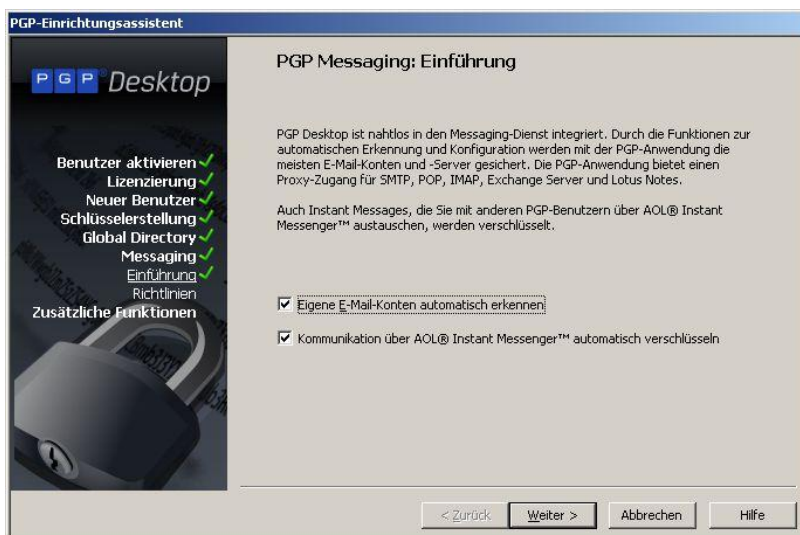 PGP-Einrichtungsassistent
PGP® Desktop
Benutzer aktivieren
Lizenzierung
Neuer Benutzer
Schlüsselerstellung
Global Directory
Messaging
Einführung
Richtlinien
Zusätzliche Funktionen
PGP Messaging: Einführung
PGP Desktop ist nahtlos in den Messaging-Dienst integriert. Durch die Funktionen zur
automatischen Erkennung und Konfiguration werden mit der PGP-Anwendung die
meisten E-Mail-Konten und -Server gesichert. Die PGP-Anwendung bietet einen
Proxy-Zugang für SMTP, POP, IMAP, Exchange Server und Lotus Notes.
Auch Instant Messages, die Sie mit anderen PGP-Benutzern über AOL® Instant
Messenger™ austauschen, werden verschlüsselt.
Eigene E-Mail-Konten automatisch erkennen
Kommunikation über AOL® Instant Messenger™ automatisch verschlüsseln
< Zurück
Weiter >
Abbrechen
Hilfe